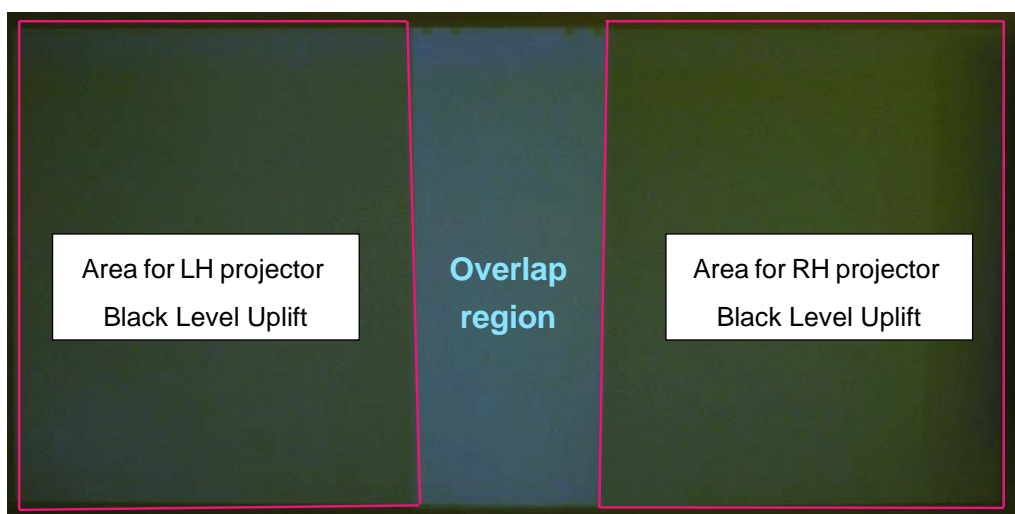 Area for LH projector
Black Level Uplift
Overlap
region
Area for RH projector
Black Level Uplift